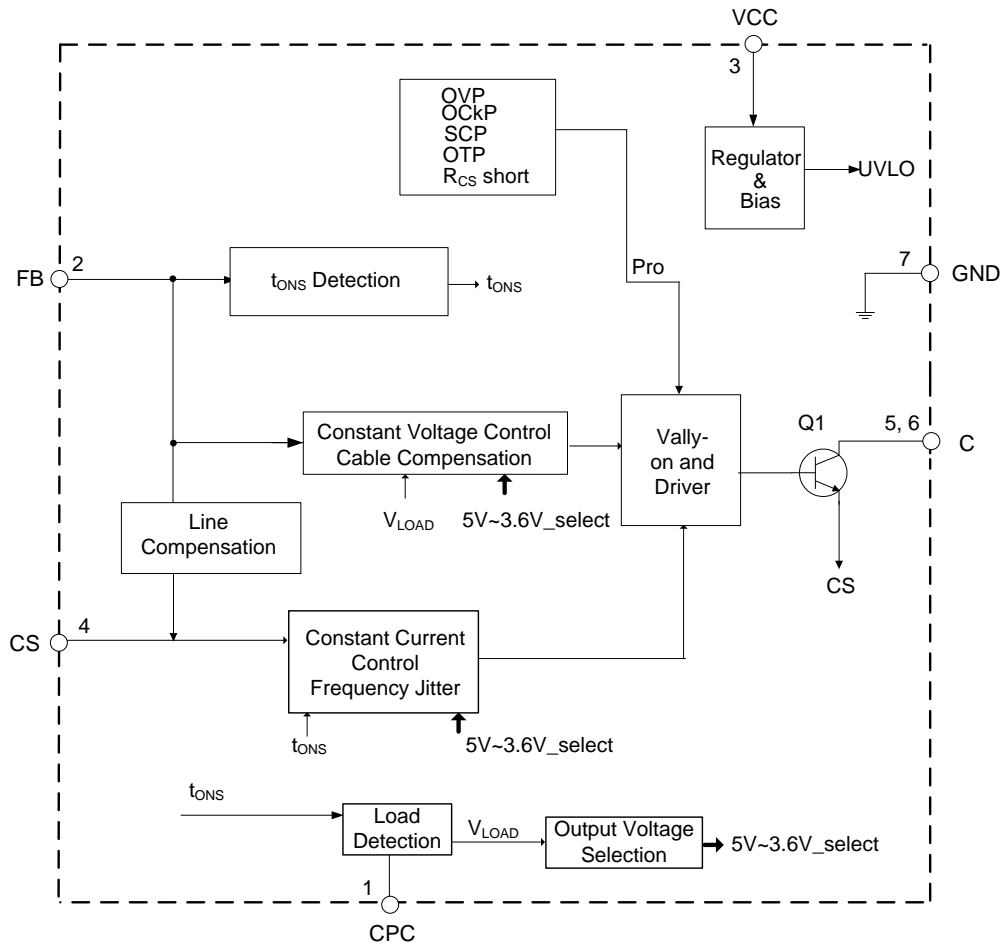 VCC
3
OVP
OCkP
SCP
OTP
RCS short
Regulator
&
Bias
UVLO
FB
2
tONS Detection
tONS
Pro
7
GND
Constant Voltage Control
Cable Compensation
VLOAD
5V~3.6V_select
Vally-
on and
Driver
Q1
5, 6
C
CS
Line
Compensation
CS
4
Constant Current
Control
Frequency Jitter
tONS
5V~3.6V_select
tONS
Load
Detection
VLOAD
Output Voltage
Selection
5V~3.6V_select
1
CPC